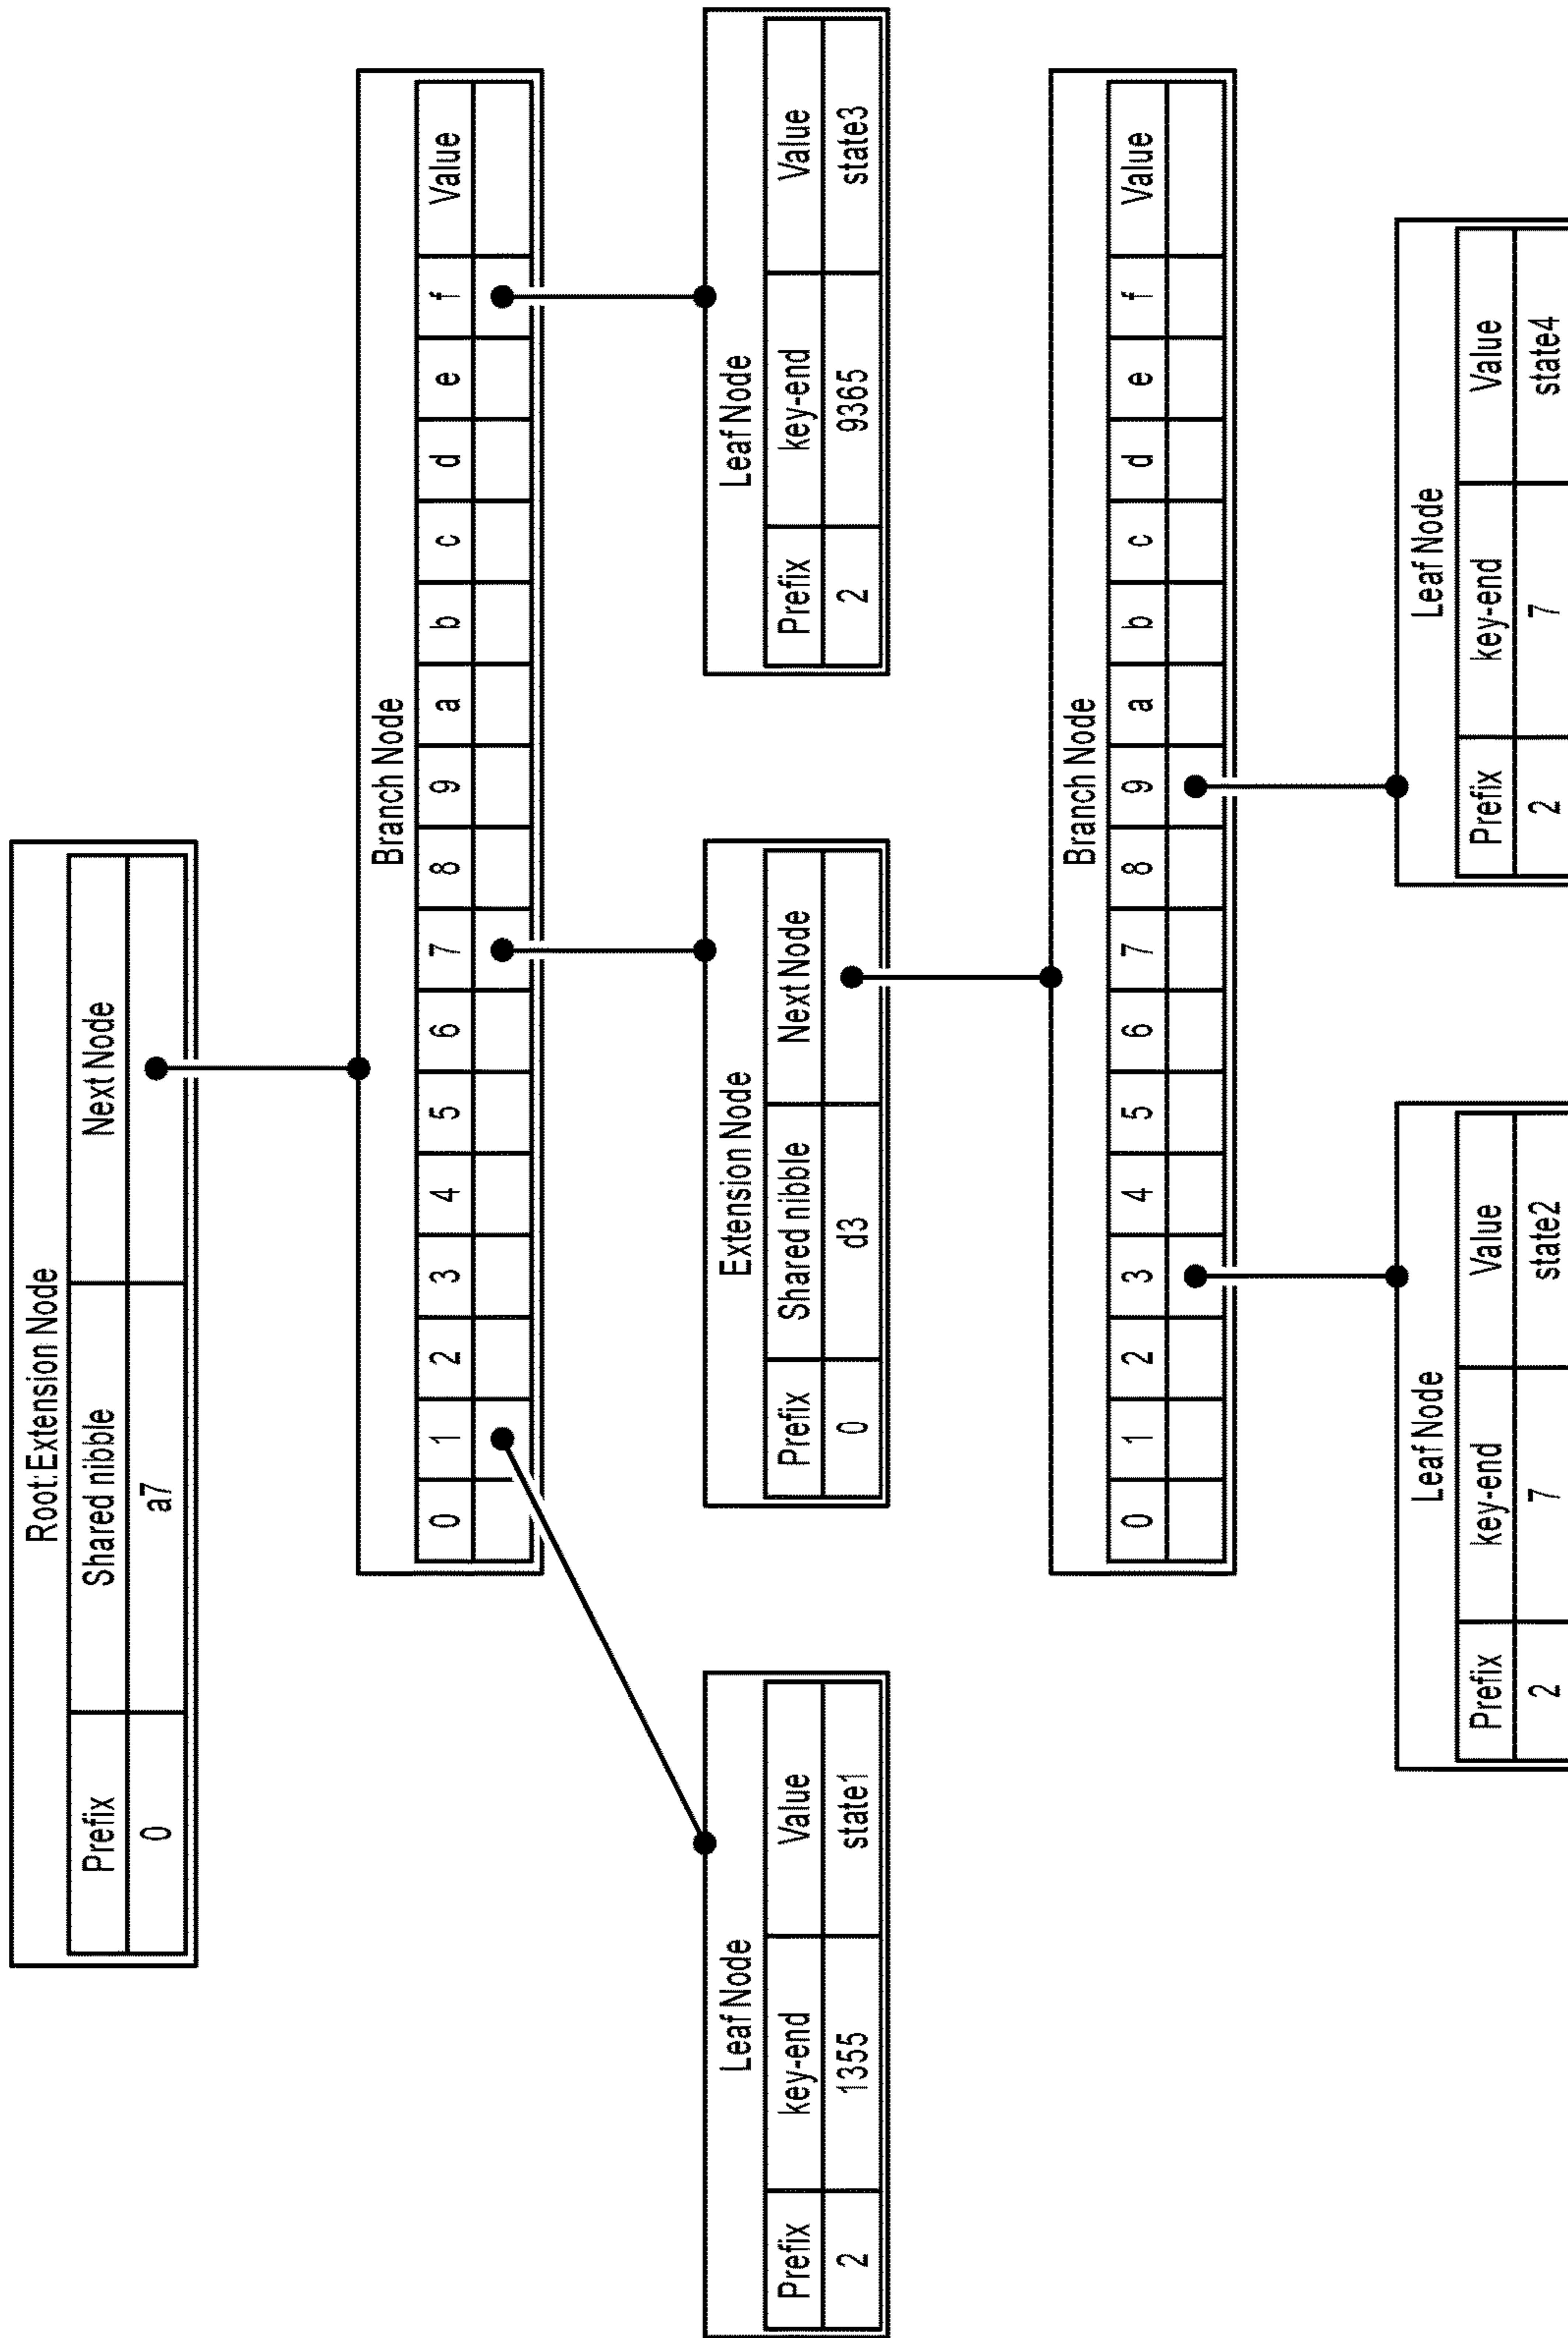 Root:Extension Node
Prefix Shared nibble Next Node
0 a7
Branch Node
0 1 2 3 4 5 6 7 8 9 a b c d e f Value
Leaf Node
Prefix key-end Value
2 1355 state1
Extension Node
Prefix Shared nibble Next Node
0 d3
Leaf Node
Prefix key-end Value
2 9365 state3
Branch Node
0 1 2 3 4 5 6 7 8 9 a b c d e f Value
Leaf Node
Prefix key-end Value
2 7 state2
Leaf Node
Prefix key-end Value
2 7 state4